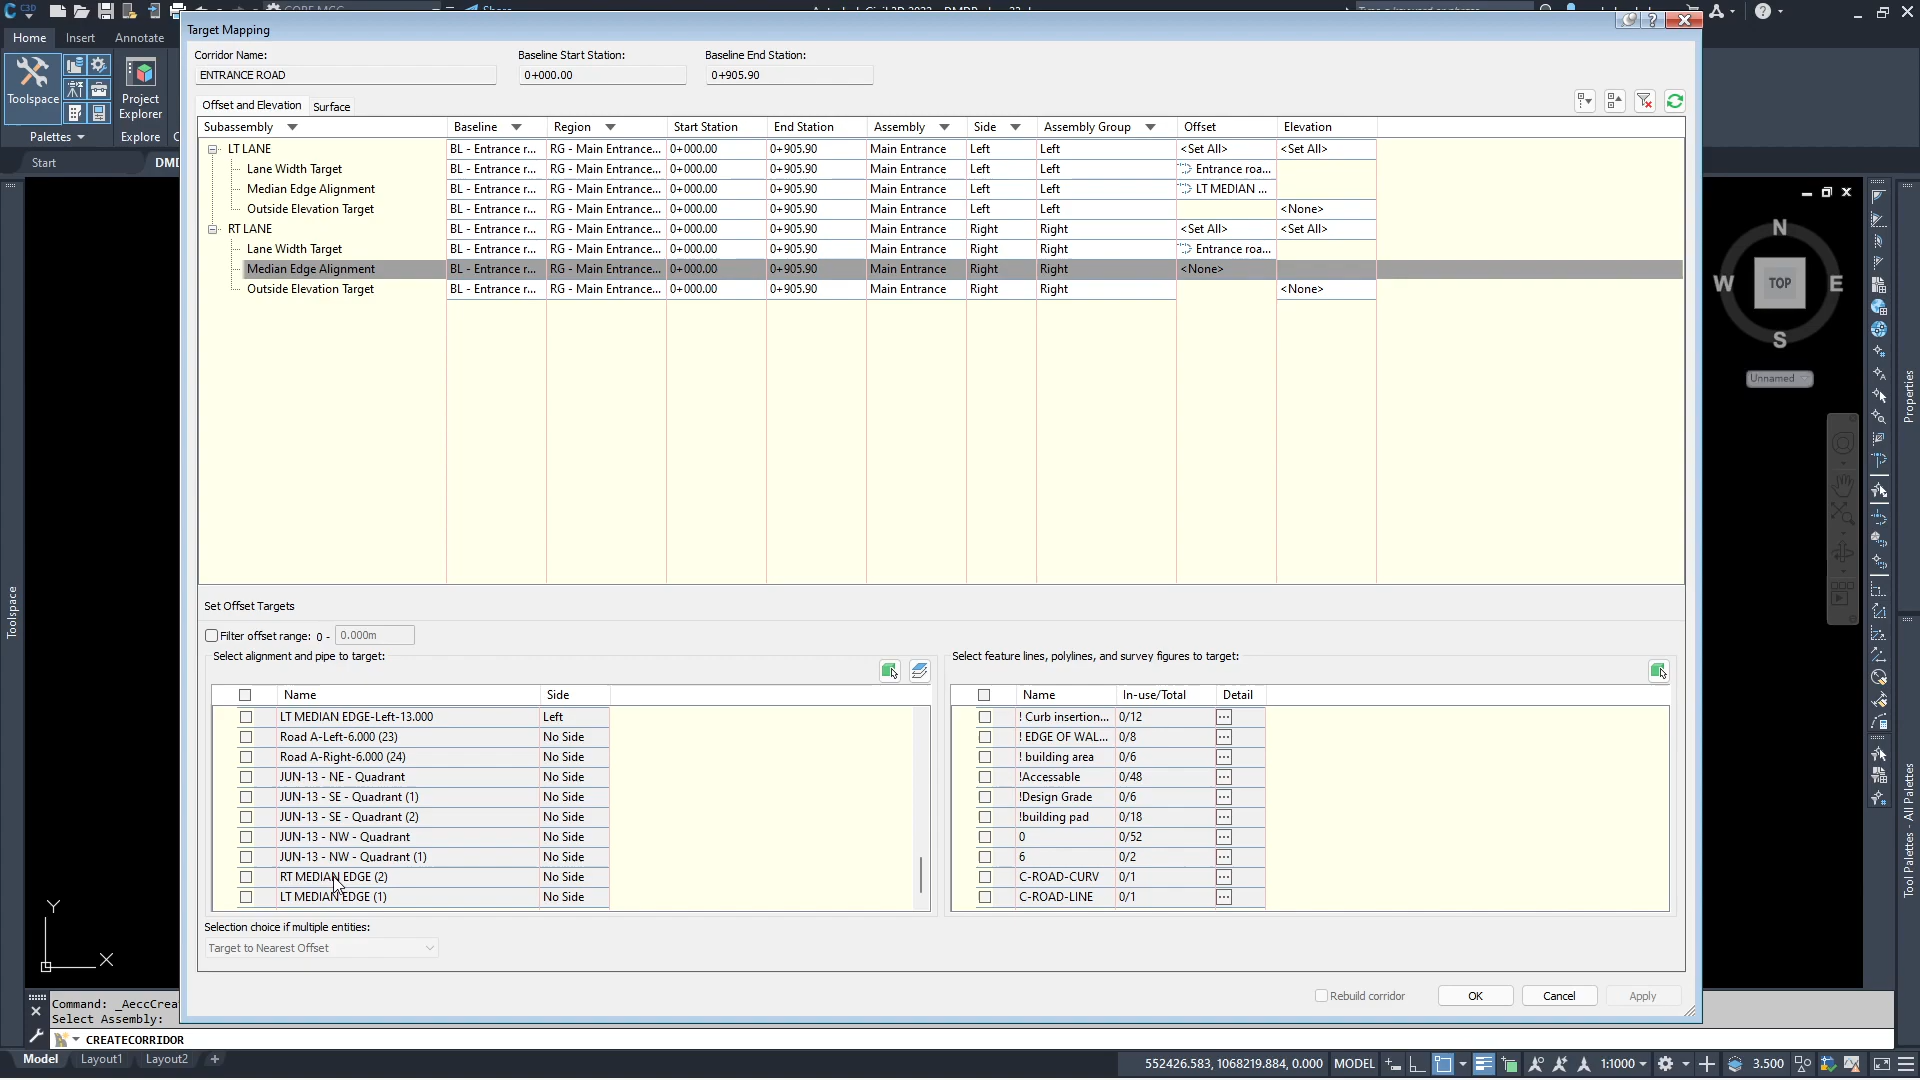 Share
Target Mapping
Home Insert Annotate
Corridor Name: Baseline Start Station: Baseline End Station:
ENTRANCE ROAD 0+000.00 0+905.90
Toolspace
Project Explorer
Palettes Explore
Offset and Elevation Surface
Start
Subassembly Baseline Region Start Station End Station Assembly Side Assembly Group Offset Elevation
LT LANE BL - Entrance r... RG - Main Entrance... 0+000.00 0+905.90 Main Entrance Left Left <Set All> <Set All>
Lane Width Target BL - Entrance r... RG - Main Entrance... 0+000.00 0+905.90 Main Entrance Left Left Entrance roa...
Median Edge Alignment BL - Entrance r... RG - Main Entrance... 0+000.00 0+905.90 Main Entrance Left Left LT MEDIAN ...
Outside Elevation Target BL - Entrance r... RG - Main Entrance... 0+000.00 0+905.90 Main Entrance Left Left <None>
RT LANE BL - Entrance r... RG - Main Entrance... 0+000.00 0+905.90 Main Entrance Right Right <Set All> <Set All>
Lane Width Target BL - Entrance r... RG - Main Entrance... 0+000.00 0+905.90 Main Entrance Right Right Entrance roa...
Median Edge Alignment BL - Entrance r... RG - Main Entrance... 0+000.00 0+905.90 Main Entrance Right Right <None>
Outside Elevation Target BL - Entrance r... RG - Main Entrance... 0+000.00 0+905.90 Main Entrance Right Right <None>
N
W TOP E
S
Unnamed
Properties
Toolspace
Tool Palettes - All Palettes
Set Offset Targets
Filter offset range: 0 - 0.000m
Select alignment and pipe to target: Select feature lines, polylines, and survey figures to target:
Name Side Name In-use/Total Detail
LT MEDIAN EDGE-Left-13.000 Left ! Curb insertion... 0/12 ...
Road A-Left-6.000 (23) No Side ! EDGE OF WAL... 0/8 ...
Road A-Right-6.000 (24) No Side ! building area 0/6 ...
JUN-13 - NE - Quadrant No Side !Accessable 0/48 ...
JUN-13 - SE - Quadrant (1) No Side !Design Grade 0/6 ...
JUN-13 - SE - Quadrant (2) No Side !building pad 0/18 ...
JUN-13 - NW - Quadrant No Side 0 0/52 ...
JUN-13 - NW - Quadrant (1) No Side 6 0/2 ...
RT MEDIAN EDGE (2) No Side C-ROAD-CURV 0/1 ...
LT MEDIAN EDGE (1) No Side C-ROAD-LINE 0/1 ...
Selection choice if multiple entities:
Target to Nearest Offset
Y
X
Rebuild corridor OK Cancel Apply
Command: _AeccCrea
Select Assembly:
CREATECORRIDOR
Model Layout1 Layout2 +
552426.583, 1068219.884, 0.000 MODEL 1:1000 3.500